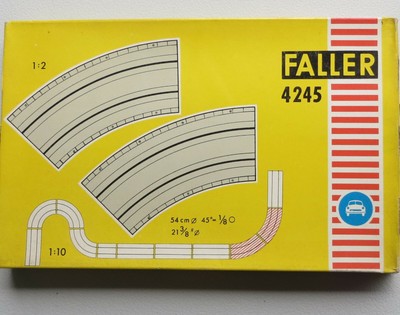 1:2
FALLER
4245
54 cm ⌀ 45°= ⅛ ○
21 ⅜" ⌀
1:10